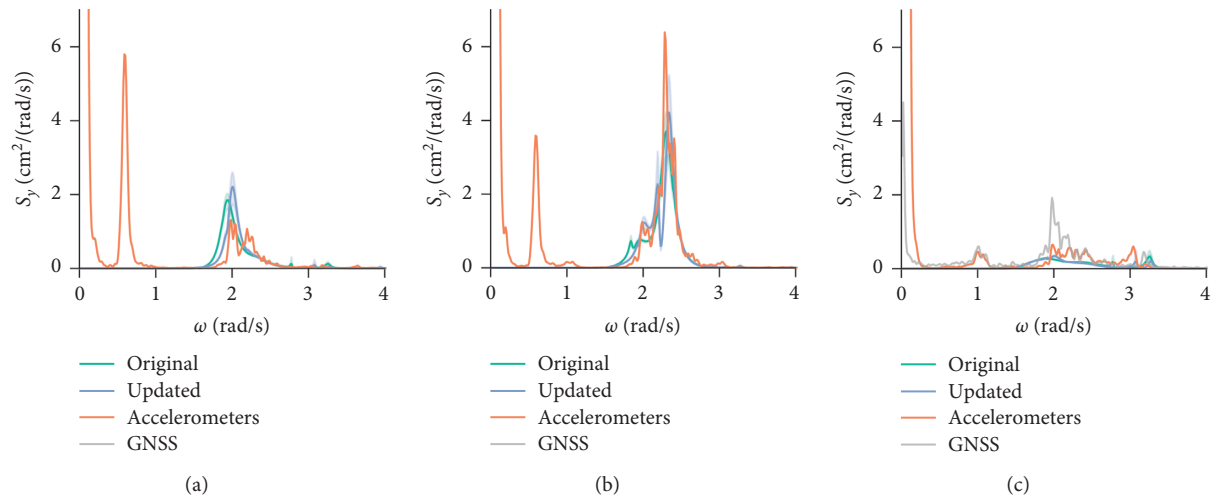 S_y (cm²/(rad/s))
6
4
2
0
0 1 2 3 4
ω (rad/s)
Original
Updated
Accelerometers
GNSS
(a)
S_y (cm²/(rad/s))
6
4
2
0
0 1 2 3 4
ω (rad/s)
Original
Updated
Accelerometers
GNSS
(b)
S_y (cm²/(rad/s))
6
4
2
0
0 1 2 3 4
ω (rad/s)
Original
Updated
Accelerometers
GNSS
(c)